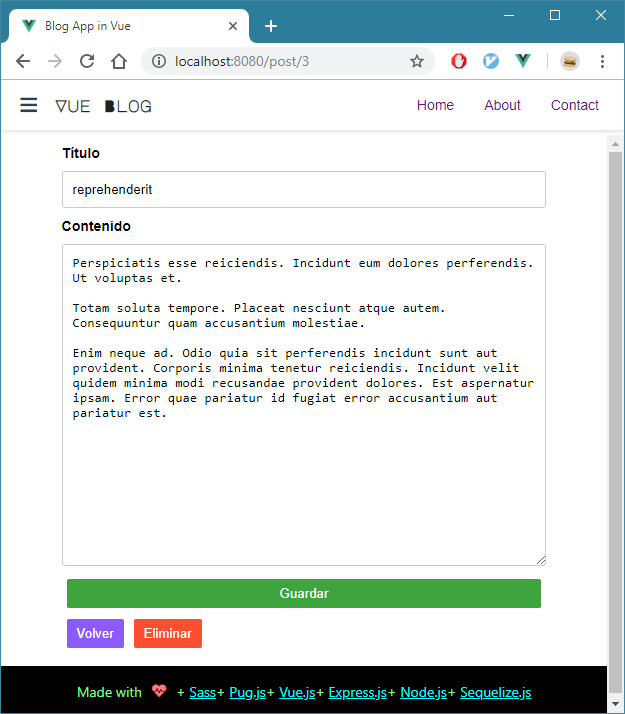 Blog App in Vue
localhost:8080/post/3
VUE BLOG
Home About Contact
Título
reprehenderit
Contenido
Perspiciatis esse reiciendis. Incidunt eum dolores perferendis.
Ut voluptas et.
Totam soluta tempore. Placeat nesciunt atque autem.
Consequuntur quam accusantium molestiae.
Enim neque ad. Odio quia sit perferendis incidunt sunt aut
provident. Corporis minima tenetur reiciendis. Incidunt velit
quidem minima modi recusandae provident dolores. Est aspernatur
ipsam. Error quae pariatur id fugiat error accusantium aut
pariatur est.
Guardar
Volver Eliminar
Made with + Sass+ Pug.js+ Vue.js+ Express.js+ Node.js+ Sequelize.js